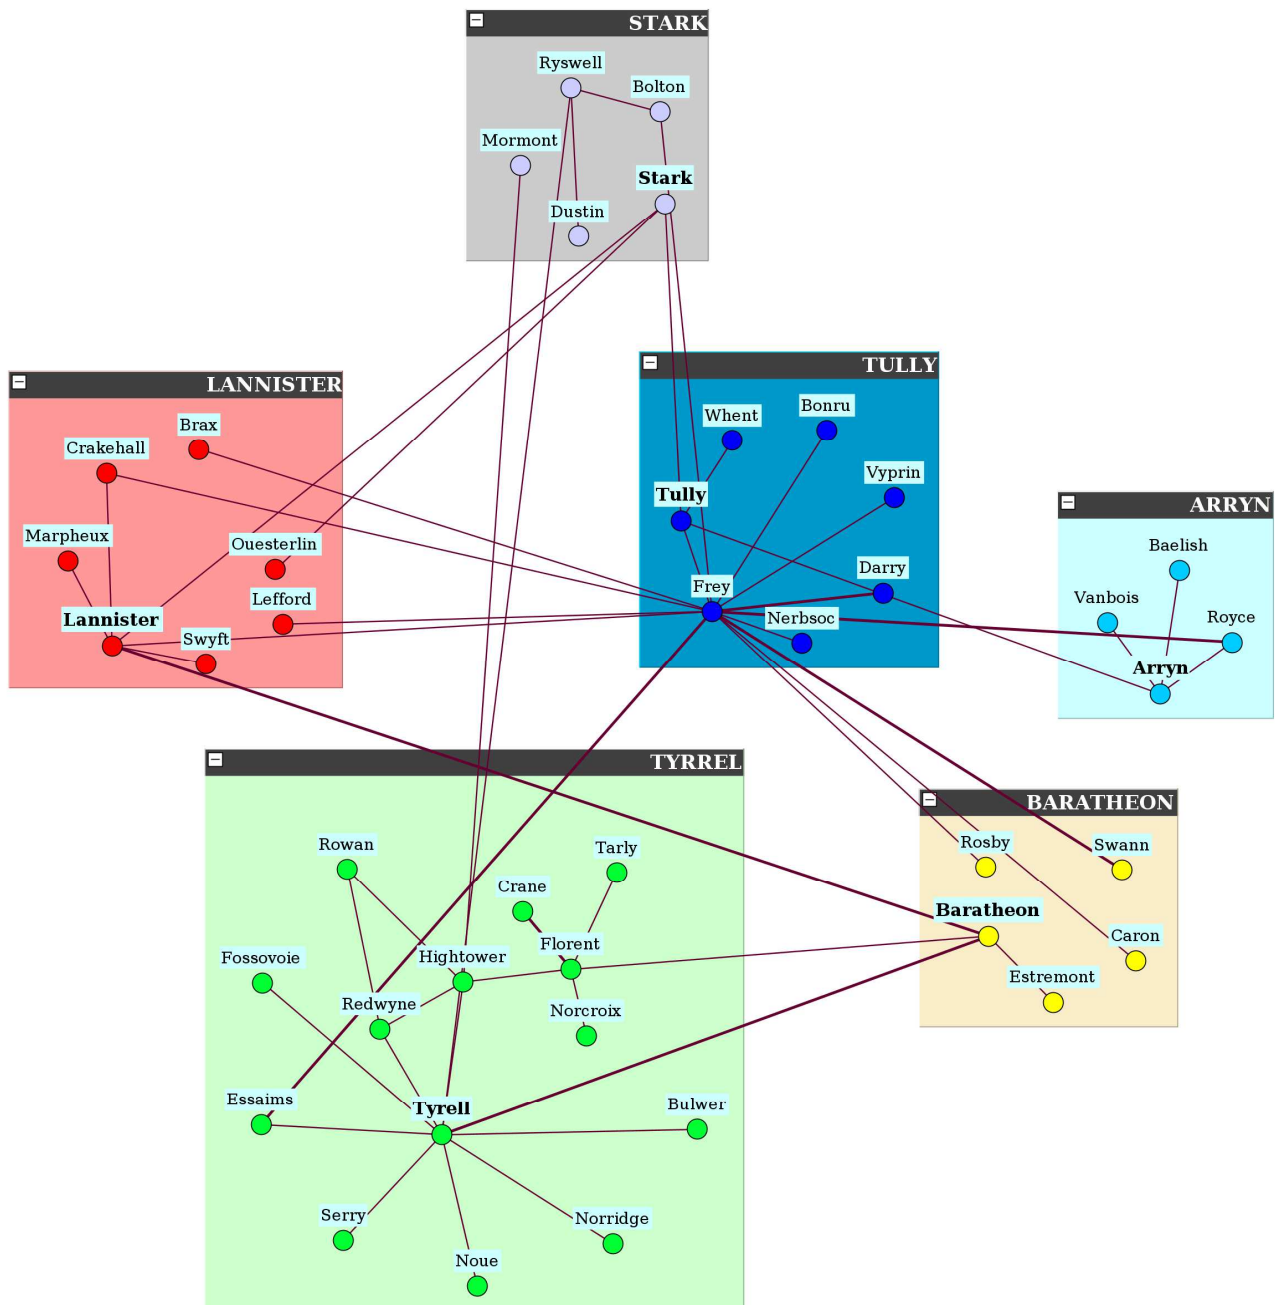 STARK
Ryswell
Bolton
Mormont
Stark
Dustin
LANNISTER
Brax
Crakehall
Marpheux
Ouesterlin
Lefford
Lannister
Swyft
TULLY
Whent
Bonru
Vyprin
Tully
Darry
Frey
Nerbsoc
ARRYN
Baelish
Vanbois
Royce
Arryn
TYRREL
Rowan
Tarly
Crane
Florent
Hightower
Fossovoie
Redwyne
Norcroix
Essaims
Tyrell
Bulwer
Serry
Norridge
Noue
BARATHEON
Rosby
Swann
Baratheon
Caron
Estremont